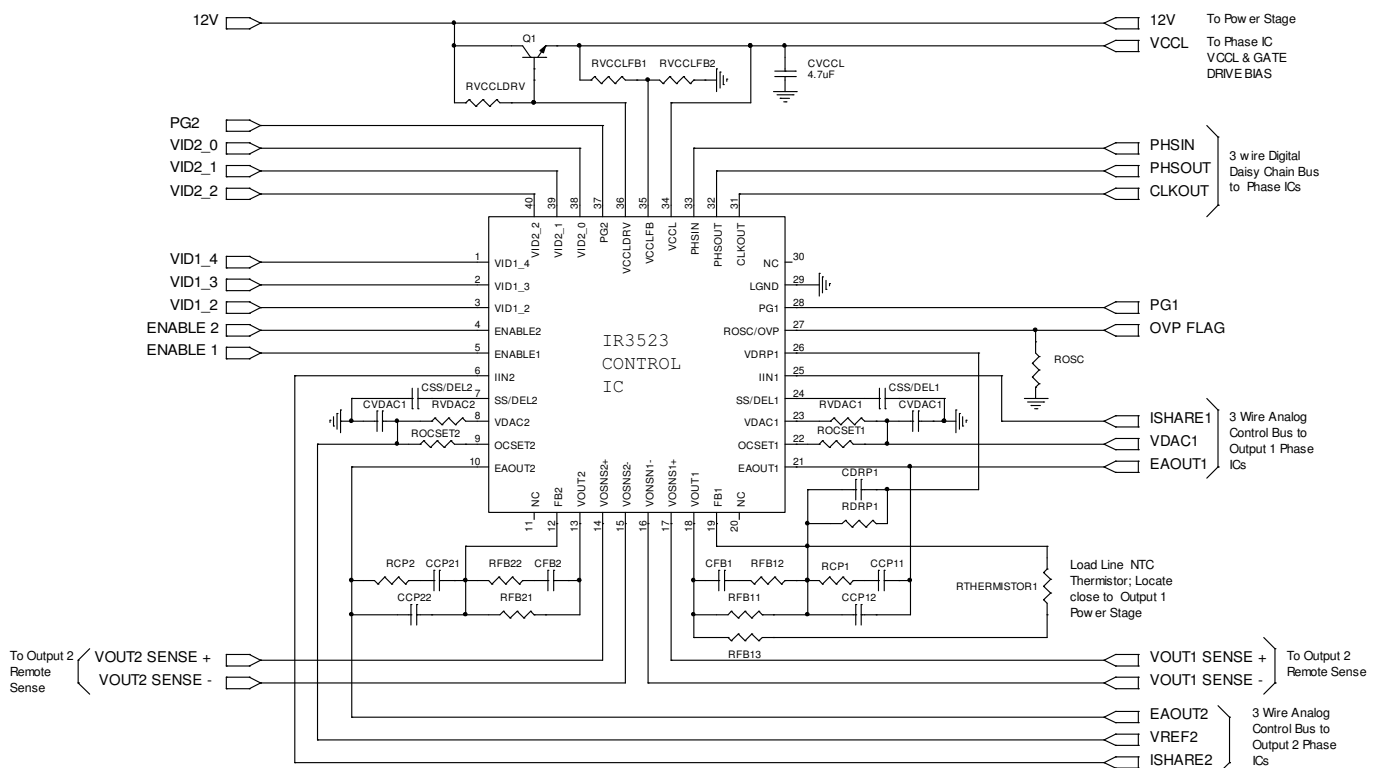 12V
12V
To Power Stage
Q1
VCCL
To Phase IC
VCCL & GATE
DRIVE BIAS
RVCCLFB1
RVCCLFB2
CVCCL
4.7uF
RVCCLDRV
PG2
VID2_0
VID2_1
VID2_2
PHSIN
PHSOUT
CLKOUT
3 wire Digital
Daisy Chain Bus
to Phase ICs
40
39
38
37
36
35
34
33
32
31
VID2_2
VID2_1
VID2_0
PG2
VCCLDRV
VCCLFB
VCCL
PHSIN
PHSOUT
CLKOUT
VID1_4
VID1_3
VID1_2
ENABLE 2
ENABLE 1
1
2
3
4
5
6
7
8
9
10
VID1_4
VID1_3
VID1_2
ENABLE2
ENABLE1
IIN2
SS/DEL2
VDAC2
OCSET2
EAOUT2
IR3523
CONTROL
IC
NC
LGND
PG1
ROSC/OVP
VDRP1
IIN1
SS/DEL1
VDAC1
OCSET1
EAOUT1
30
29
28
27
26
25
24
23
22
21
PG1
OVP FLAG
ROSC
CSS/DEL2
CVDAC1
RVDAC2
ROCSET2
CSS/DEL1
RVDAC1
CVDAC1
ROCSET1
ISHARE1
VDAC1
EAOUT1
3 Wire Analog
Control Bus to
Output 1 Phase
ICs
NC
FB2
VOUT2
VOSNS2+
VOSNS2-
VONSN1-
VOSNS1+
VOUT1
FB1
NC
11
12
13
14
15
16
17
18
19
20
CDRP1
RDRP1
RCP2
CCP21
RFB22
CFB2
CCP22
RFB21
CFB1
RFB12
RCP1
CCP11
RFB11
CCP12
RFB13
RTHERMISTOR1
Load Line NTC
Thermistor; Locate
close to Output 1
Power Stage
To Output 2
Remote
Sense
VOUT2 SENSE +
VOUT2 SENSE -
VOUT1 SENSE +
VOUT1 SENSE -
To Output 2
Remote Sense
EAOUT2
VREF2
ISHARE2
3 Wire Analog
Control Bus to
Output 2 Phase
ICs